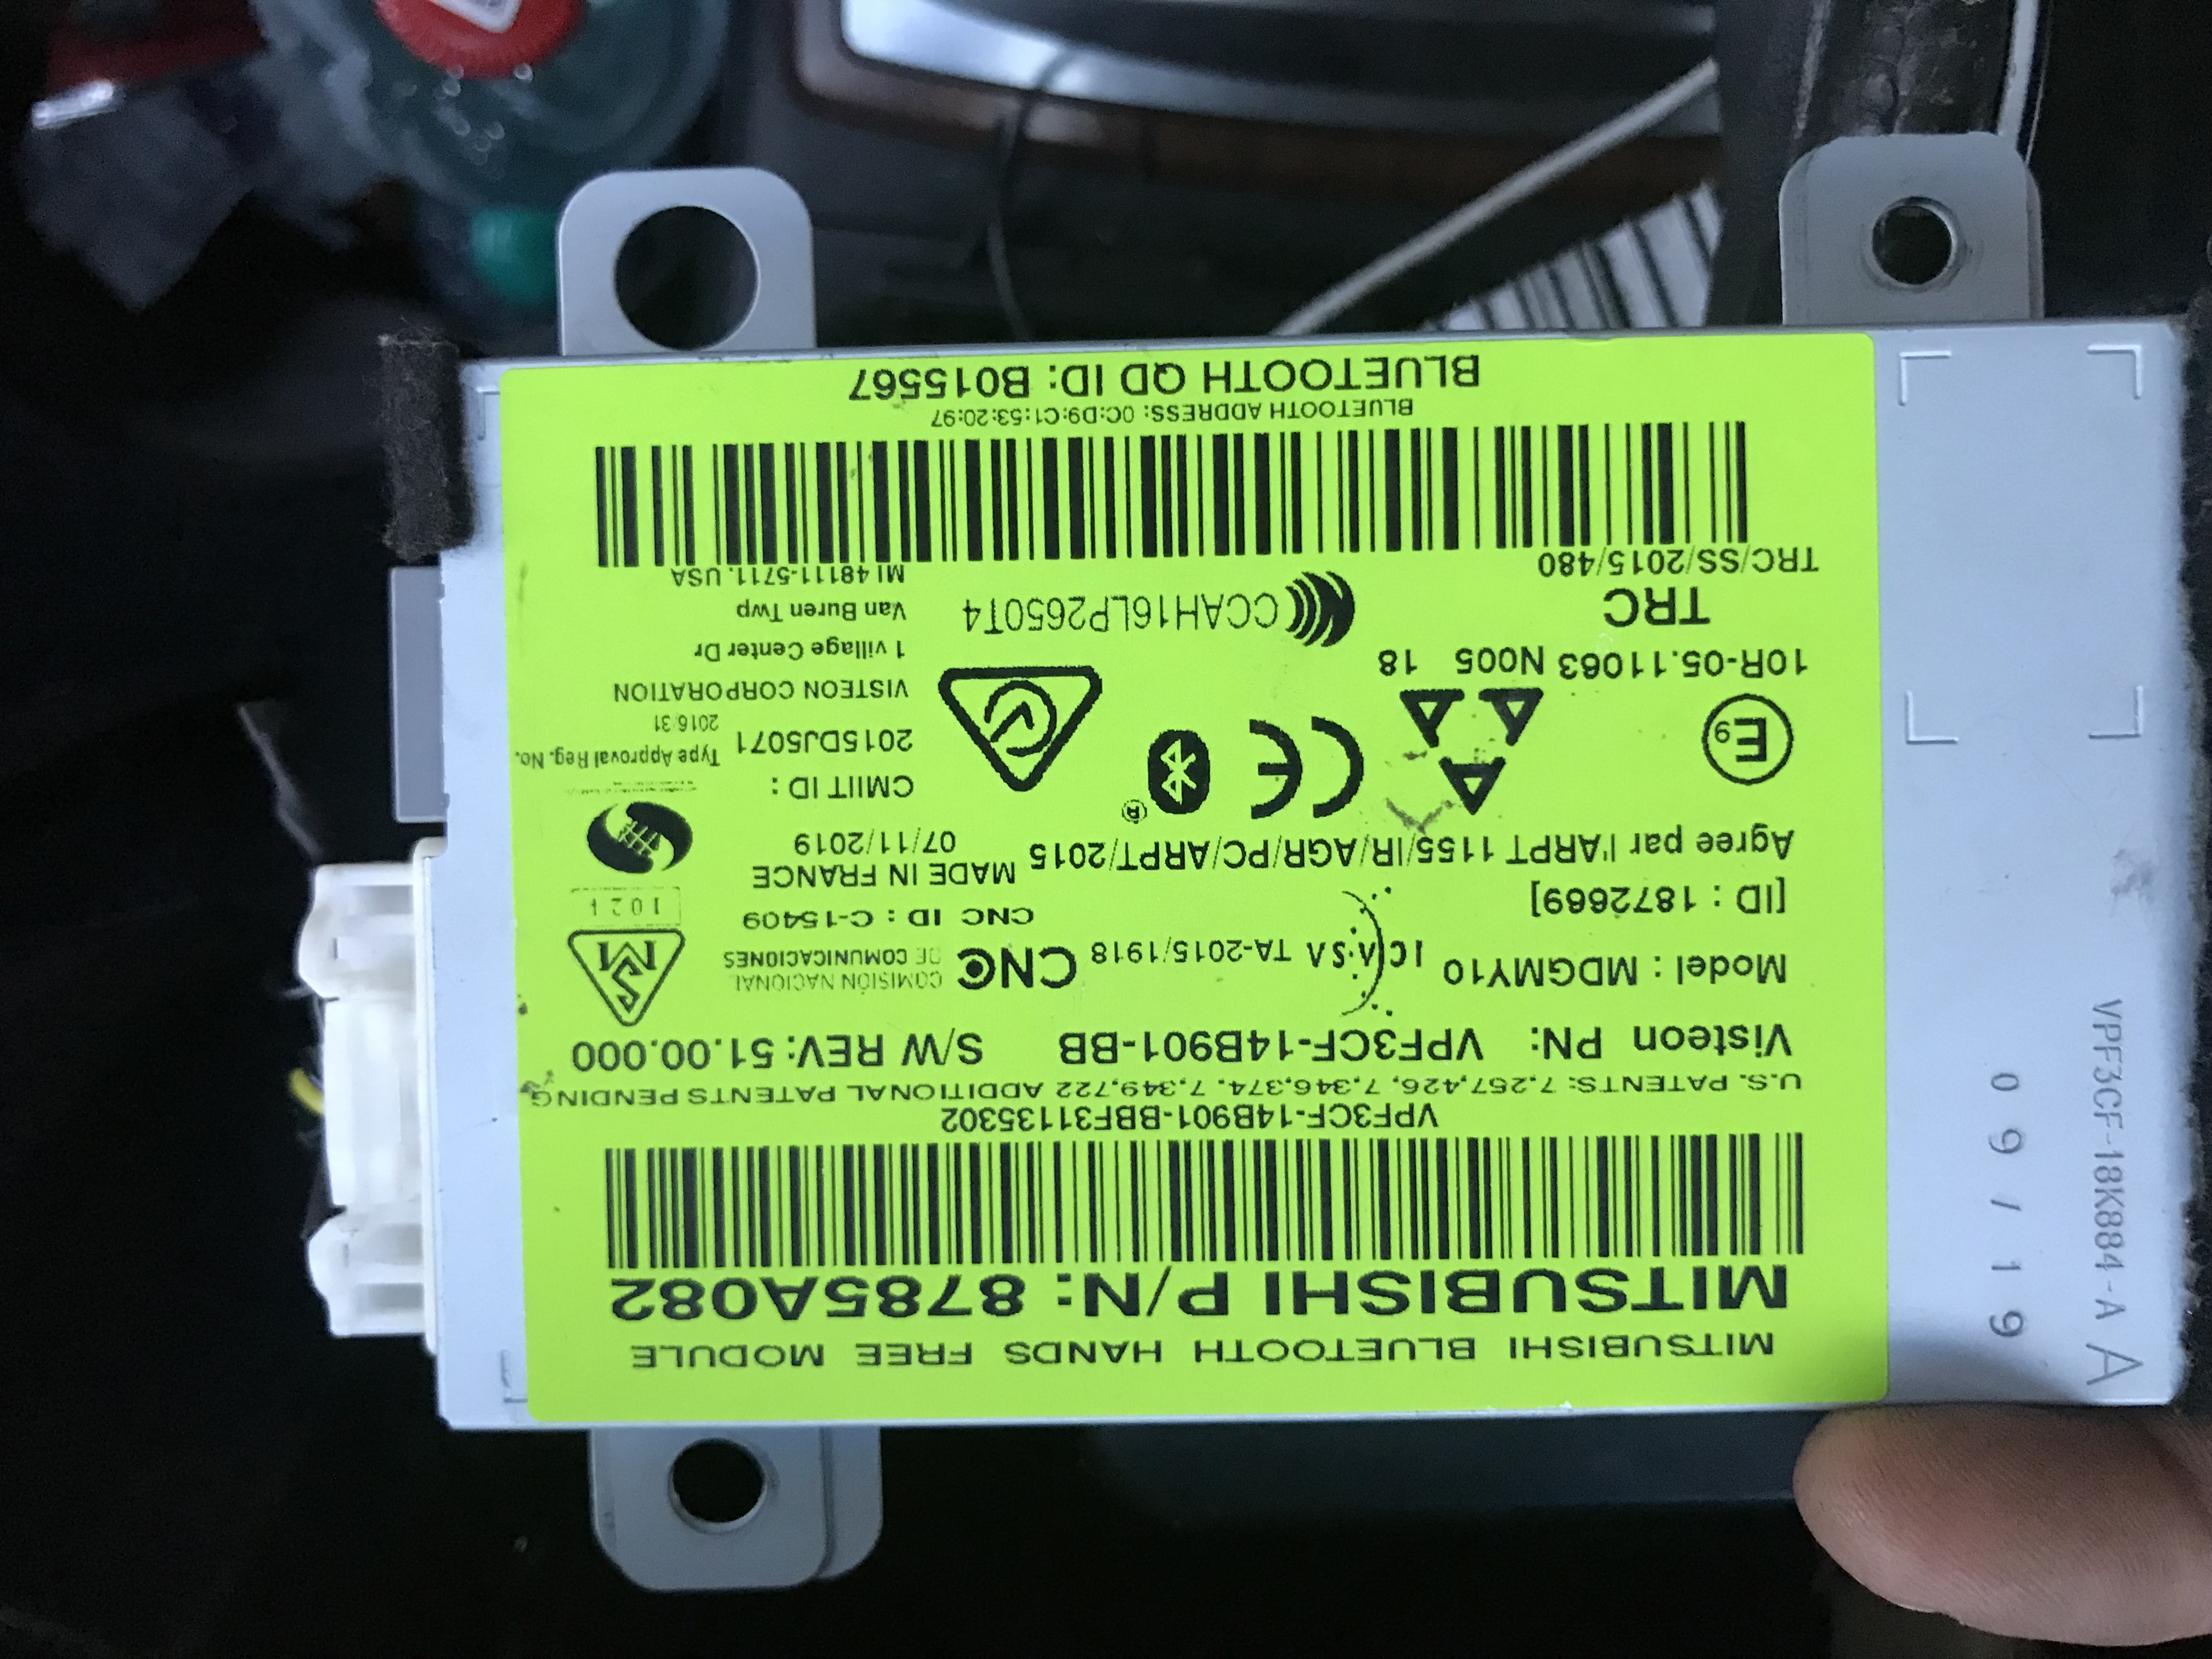 MITSUBISHI BLUETOOTH HANDS FREE MODULE
MITSUBISHI P/N: 8785A082
VPF3CF-14B901-BBF31135302
U.S. PATENTS: 7,257,426, 7,346,374, 7,349,722 ADDITIONAL PATENTS PENDING
Visteon PN: VPF3CF-14B901-BB S/W REV: 51.00.000
Model : MDGMY10
ICASA TA-2015/1918
CNC COMISIÓN NACIONAL
DE COMUNICACIONES
SM
[ID : 1872669]
CNC ID : C-15409
MADE IN FRANCE
07/11/2019
Agree par l'ARPT 1155/IR/AGR/PC/ARPT/2015
E9
CE
®
CMIIT ID :
2015DJ5071
Type Approval Reg. No.
2016 31
10R-05.11063 N005 18
VISTEON CORPORATION
1 village Center Dr
Van Buren Twp
MI 48111-5711. USA
TRC
TRC/SS/2015/480
CCAH16LP2650T4
BLUETOOTH ADDRESS: 0C:D9:C1:53:20:97
BLUETOOTH QD ID: B015567
VPF3CF-18K884-A A
09/19